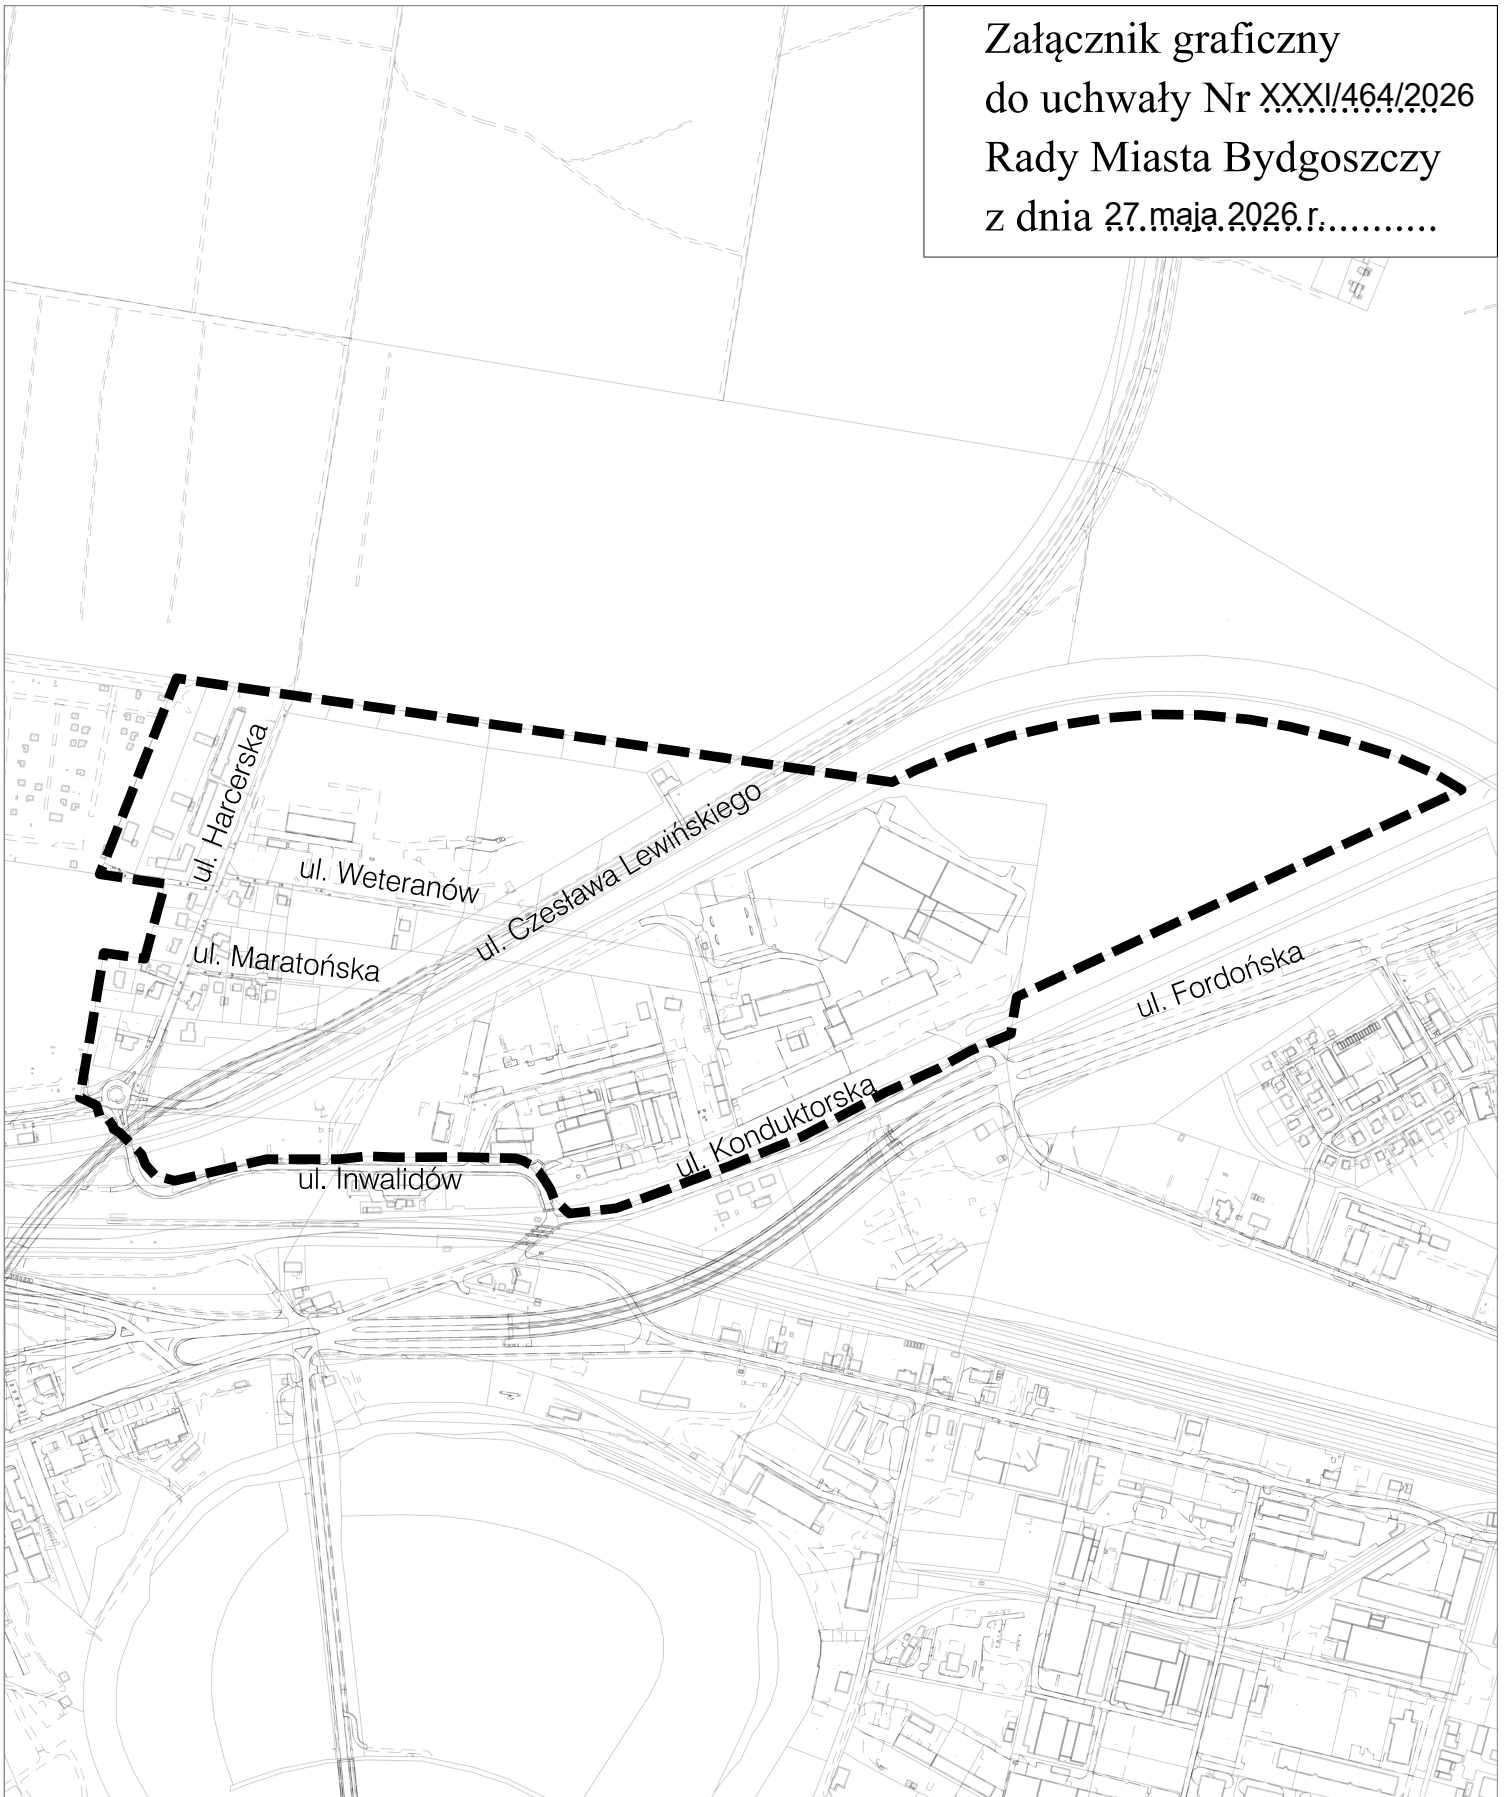 Załącznik graficzny
do uchwały Nr XXXI/464/2026
Rady Miasta Bydgoszczy
z dnia 27 maja 2026 r.
ul. Harcerska
ul. Weteranów
ul. Czesława Lewińskiego
ul. Maratońska
ul. Fordońska
ul. Konduktorska
ul. Inwalidów